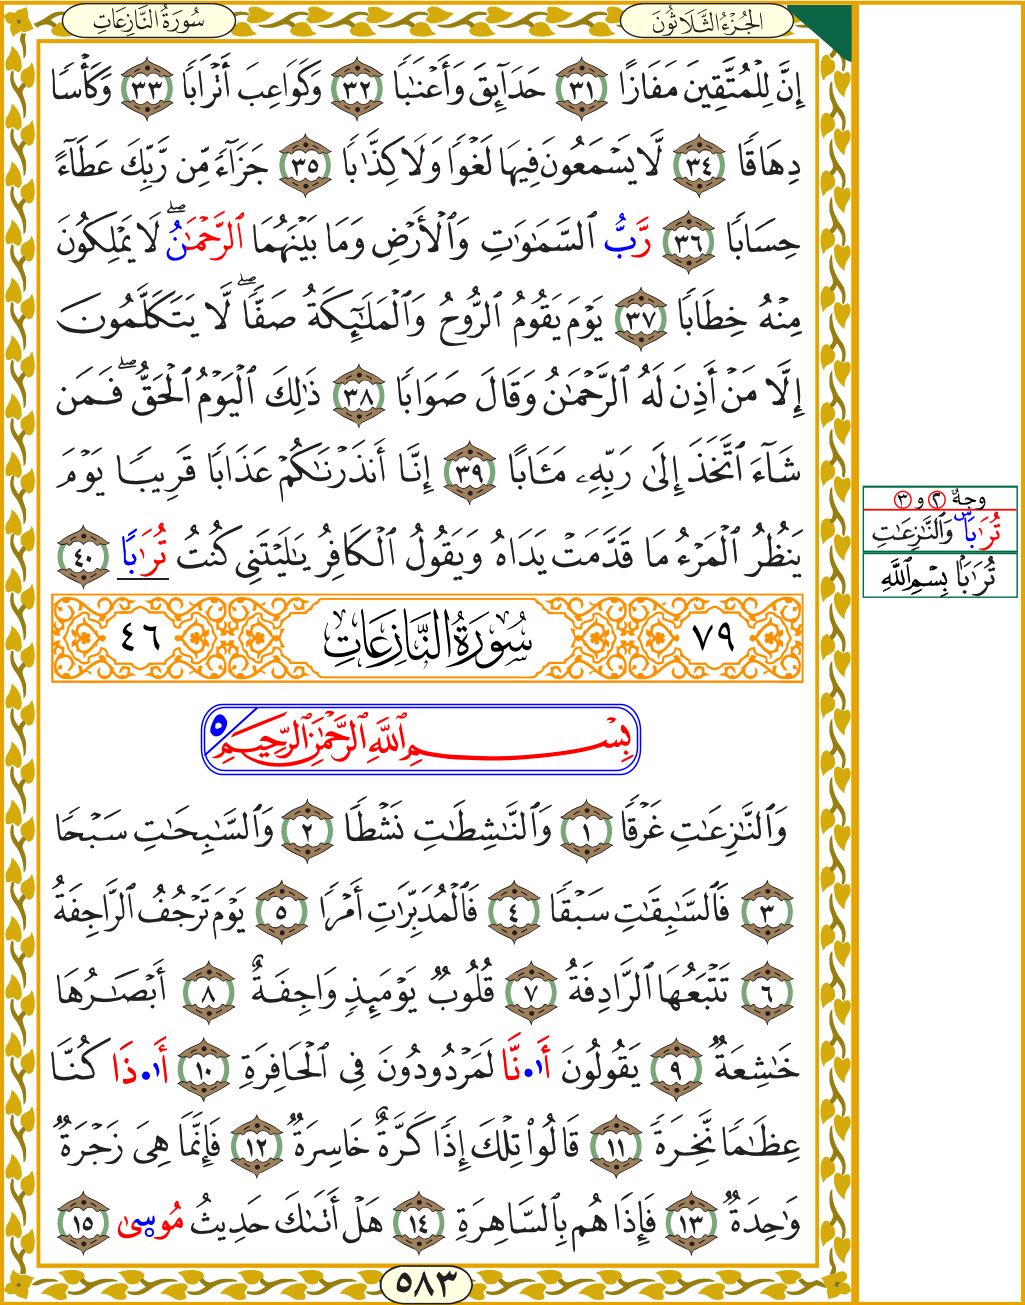 الجُزْءُ الثَّلَاثُونَ
سُورَةُ النَّازِعَاتِ
إِنَّ لِلْمُتَّقِينَ مَفَازًا ٣١ حَدَآئِقَ وَأَعْنَٰبًا ٣٢ وَكَوَاعِبَ أَتْرَابًا ٣٣ وَكَأْسًا
دِهَاقًا ٣٤ لَّا يَسْمَعُونَ فِيهَا لَغْوًا وَلَا كِذَّٰبًا ٣٥ جَزَآءً مِّن رَّبِّكَ عَطَآءً
حِسَابًا ٣٦ رَّبُّ ٱلسَّمَٰوَٰتِ وَٱلْأَرْضِ وَمَا بَيْنَهُمَا ٱلرَّحْمَٰنُۖ لَا يَمْلِكُونَ
مِنْهُ خِطَابًا ٣٧ يَوْمَ يَقُومُ ٱلرُّوحُ وَٱلْمَلَٰٓئِكَةُ صَفًّاۖ لَّا يَتَكَلَّمُونَ
إِلَّا مَنْ أَذِنَ لَهُ ٱلرَّحْمَٰنُ وَقَالَ صَوَابًا ٣٨ ذَٰلِكَ ٱلْيَوْمُ ٱلْحَقُّۖ فَمَن
شَآءَ ٱتَّخَذَ إِلَىٰ رَبِّهِۦ مَـَٔابًا ٣٩ إِنَّآ أَنذَرْنَٰكُمْ عَذَابًا قَرِيبًا يَوْمَ
يَنظُرُ ٱلْمَرْءُ مَا قَدَّمَتْ يَدَاهُ وَيَقُولُ ٱلْكَافِرُ يَٰلَيْتَنِى كُنتُ تُرَٰبًا ٤٠
٧٩ سُورَةُ النَّازِعَاتِ ٤٦
بِسْمِ ٱللَّهِ ٱلرَّحْمَٰنِ ٱلرَّحِيمِ ٥
وَٱلنَّٰزِعَٰتِ غَرْقًا ١ وَٱلنَّٰشِطَٰتِ نَشْطًا ٢ وَٱلسَّٰبِحَٰتِ سَبْحًا
٣ فَٱلسَّٰبِقَٰتِ سَبْقًا ٤ فَٱلْمُدَبِّرَٰتِ أَمْرًا ٥ يَوْمَ تَرْجُفُ ٱلرَّاجِفَةُ
٦ تَتْبَعُهَا ٱلرَّادِفَةُ ٧ قُلُوبٌ يَوْمَئِذٍ وَاجِفَةٌ ٨ أَبْصَٰرُهَا
خَٰشِعَةٌ ٩ يَقُولُونَ أَا۬نَّا لَمَرْدُودُونَ فِى ٱلْحَافِرَةِ ١٠ أَا۬ذَا كُنَّا
عِظَٰمًا نَّخِرَةً ١١ قَالُوا۟ تِلْكَ إِذًا كَرَّةٌ خَاسِرَةٌ ١٢ فَإِنَّمَا هِىَ زَجْرَةٌ
وَٰحِدَةٌ ١٣ فَإِذَا هُم بِٱلسَّاهِرَةِ ١٤ هَلْ أَتَىٰكَ حَدِيثُ مُوسَىٰ ١٥
٥٨٣
وجهٌ ٢ و ٣
تُرَٰبًاۜ وَٱلنَّٰزِعَٰتِ
تُرَٰبًا بِسْمِ ٱللَّهِ